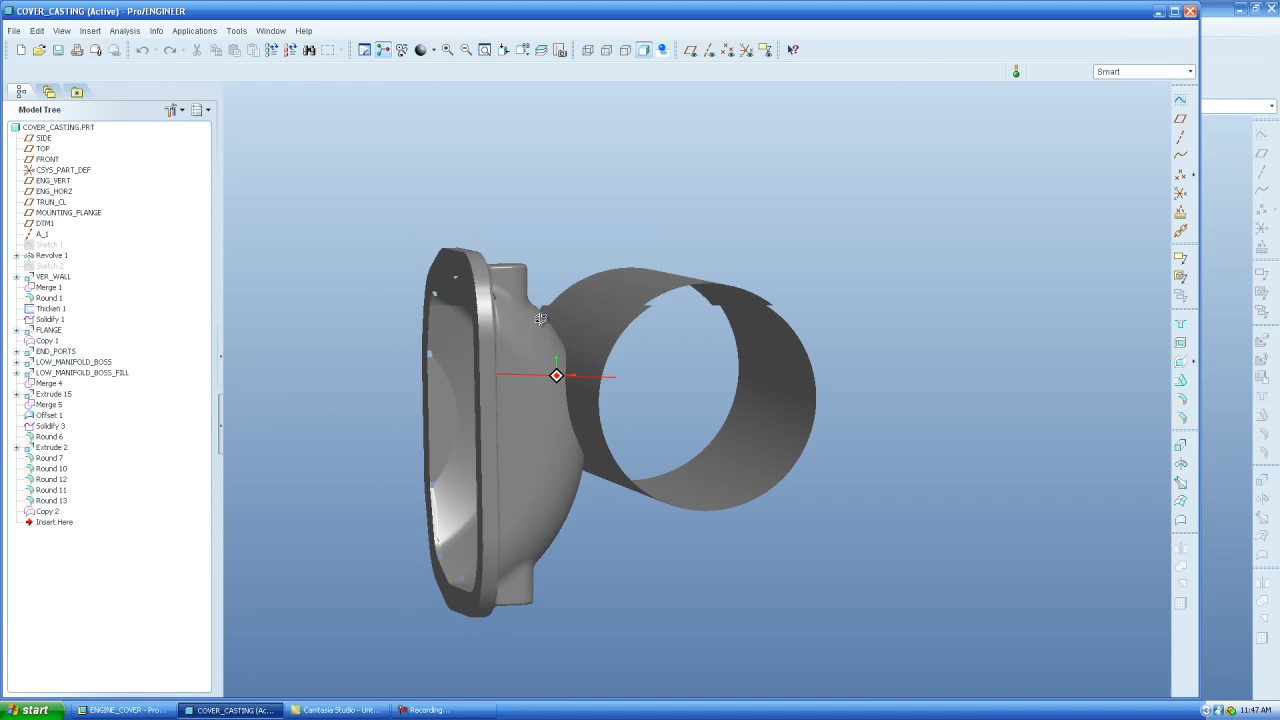 COVER_CASTING (Active) - Pro/ENGINEER
File Edit View Insert Analysis Info Applications Tools Window Help
Smart
Model Tree
COVER_CASTING.PRT
SIDE
TOP
FRONT
CSYS_PART_DEF
ENG_VERT
ENG_HORZ
TRUN_CL
MOUNTING_FLANGE
DTM1
A_1
Sketch 1
Revolve 1
Sketch 2
VER_WALL
Merge 1
Round 1
Thicken 1
Solidify 1
FLANGE
Copy 1
END_PORTS
LOW_MANIFOLD_BOSS
LOW_MANIFOLD_BOSS_FILL
Merge 4
Extrude 15
Merge 5
Offset 1
Solidify 3
Round 6
Extrude 2
Round 7
Round 10
Round 12
Round 11
Round 13
Copy 2
Insert Here
start
ENGINE_COVER - Pro...
COVER_CASTING (Ac...
Camtasia Studio - Unt...
Recording...
11:47 AM